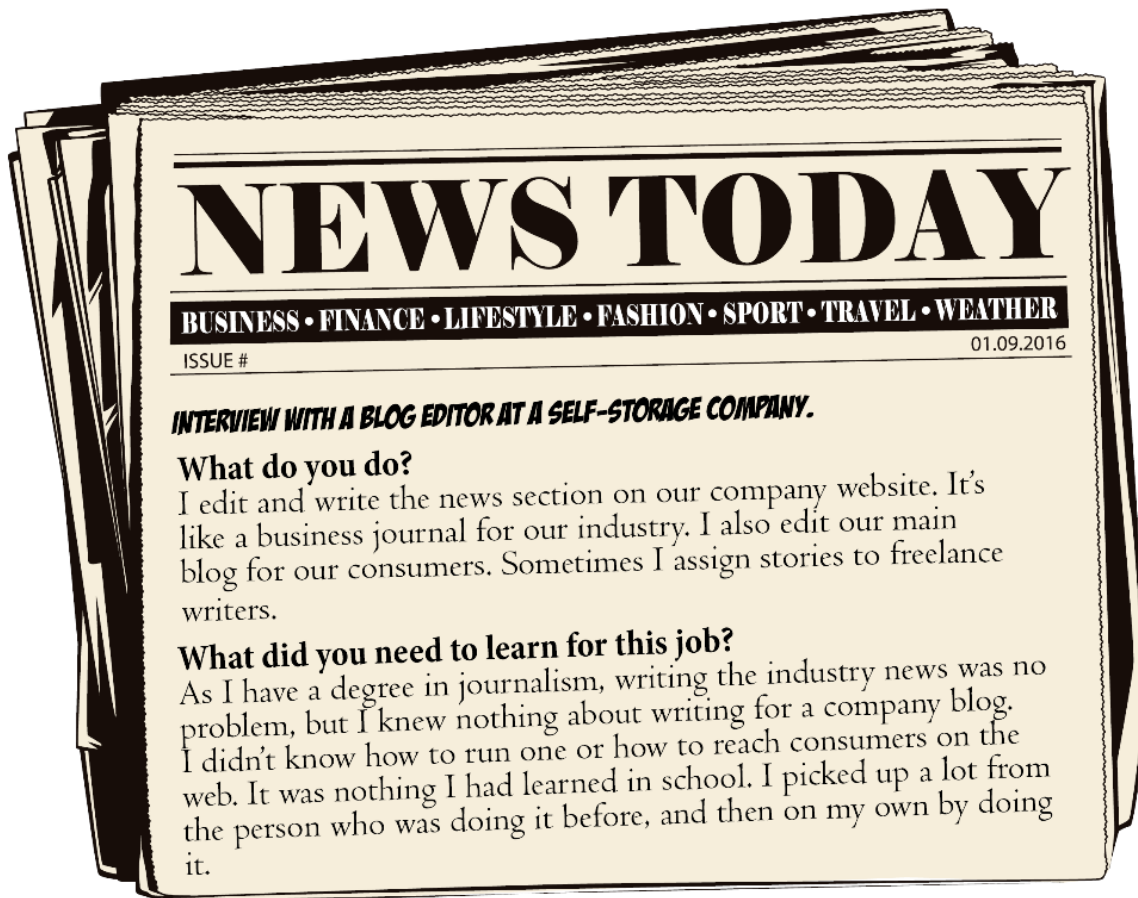 NEWS TODAY
BUSINESS • FINANCE • LIFESTYLE • FASHION • SPORT • TRAVEL • WEATHER
ISSUE #
01.09.2016
INTERVIEW WITH A BLOG EDITOR AT A SELF-STORAGE COMPANY.
What do you do?
I edit and write the news section on our company website. It's
like a business journal for our industry. I also edit our main
blog for our consumers. Sometimes I assign stories to freelance
writers.
What did you need to learn for this job?
As I have a degree in journalism, writing the industry news was no
problem, but I knew nothing about writing for a company blog.
I didn't know how to run one or how to reach consumers on the
web. It was nothing I had learned in school. I picked up a lot from
the person who was doing it before, and then on my own by doing
it.